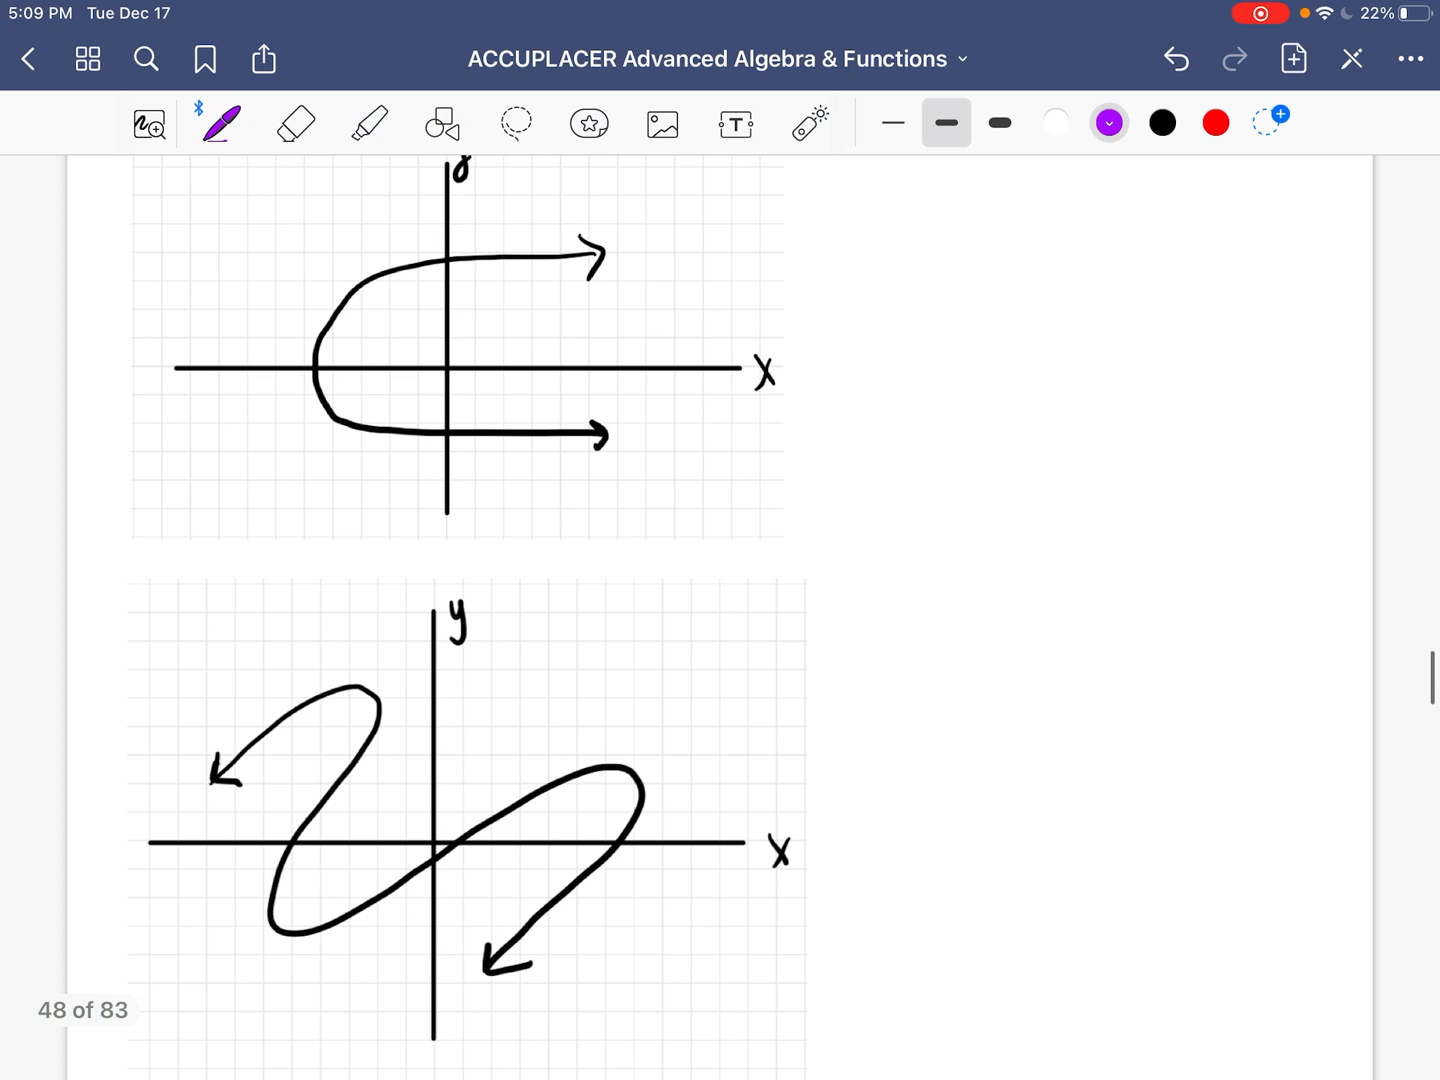 5:09 PM Tue Dec 17
22%
ACCUPLACER Advanced Algebra & Functions
T
x
y
x
48 of 83